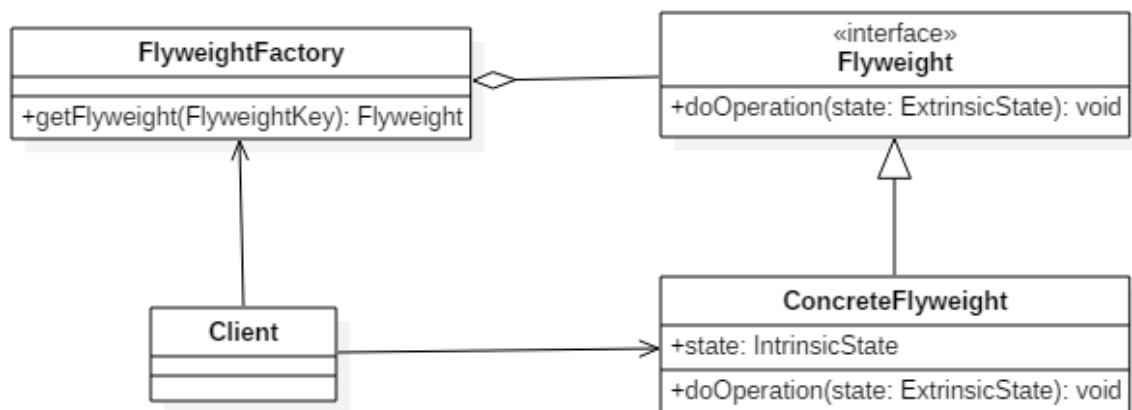 FlyweightFactory
+getFlyweight(FlyweightKey): Flyweight
«interface»
Flyweight
+doOperation(state: ExtrinsicState): void
Client
ConcreteFlyweight
+state: IntrinsicState
+doOperation(state: ExtrinsicState): void